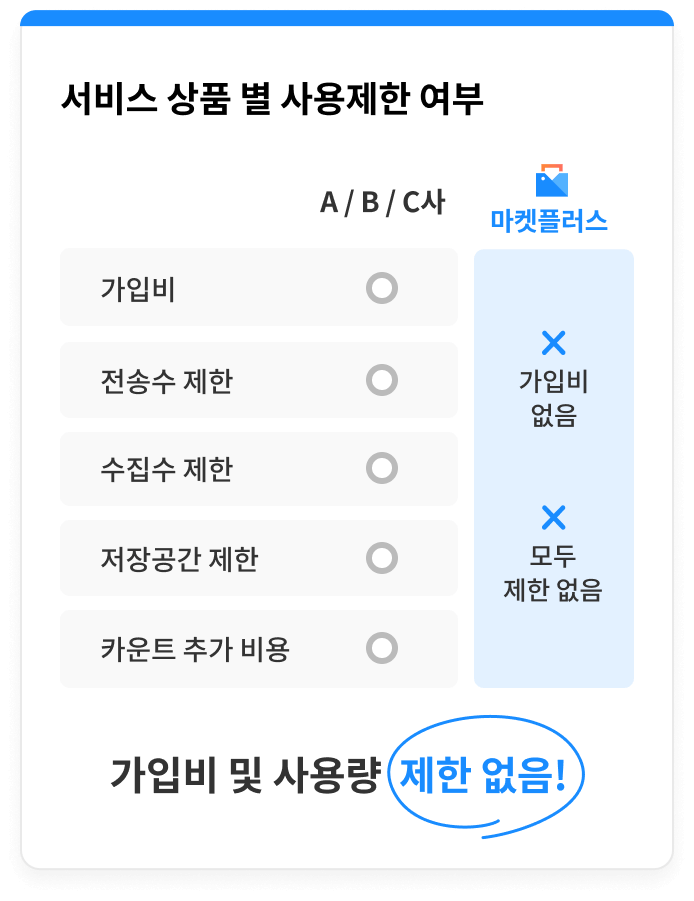 서비스 상품 별 사용제한 여부
A / B / C사
마켓플러스
가입비
전송수 제한
수집수 제한
저장공간 제한
카운트 추가 비용
가입비
없음
모두
제한 없음
가입비 및 사용량 제한 없음!